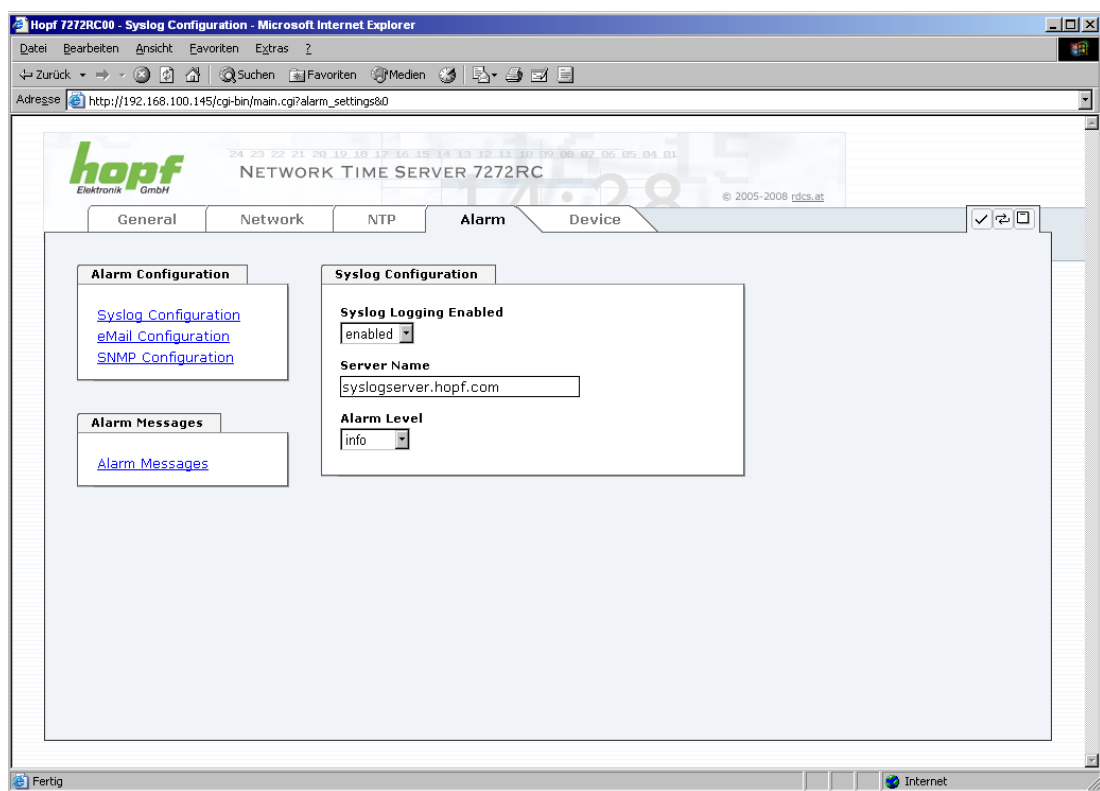 Hopf 7272RC00 - Syslog Configuration - Microsoft Internet Explorer
Datei Bearbeiten Ansicht Favoriten Extras ?
Zurück Suchen Favoriten Medien
Adresse http://192.168.100.145/cgi-bin/main.cgi?alarm_settings&0
hopf
Elektronik GmbH
24 23 22 21 20 19 18 17 16 15 14 13 12 11 10 09 08 07 06 05 04 01
NETWORK TIME SERVER 7272RC
14:28
© 2005-2008 rdcs.at
General Network NTP Alarm Device
Alarm Configuration
Syslog Configuration
eMail Configuration
SNMP Configuration
Alarm Messages
Alarm Messages
Syslog Configuration
Syslog Logging Enabled
enabled
Server Name
syslogserver.hopf.com
Alarm Level
info
Fertig Internet